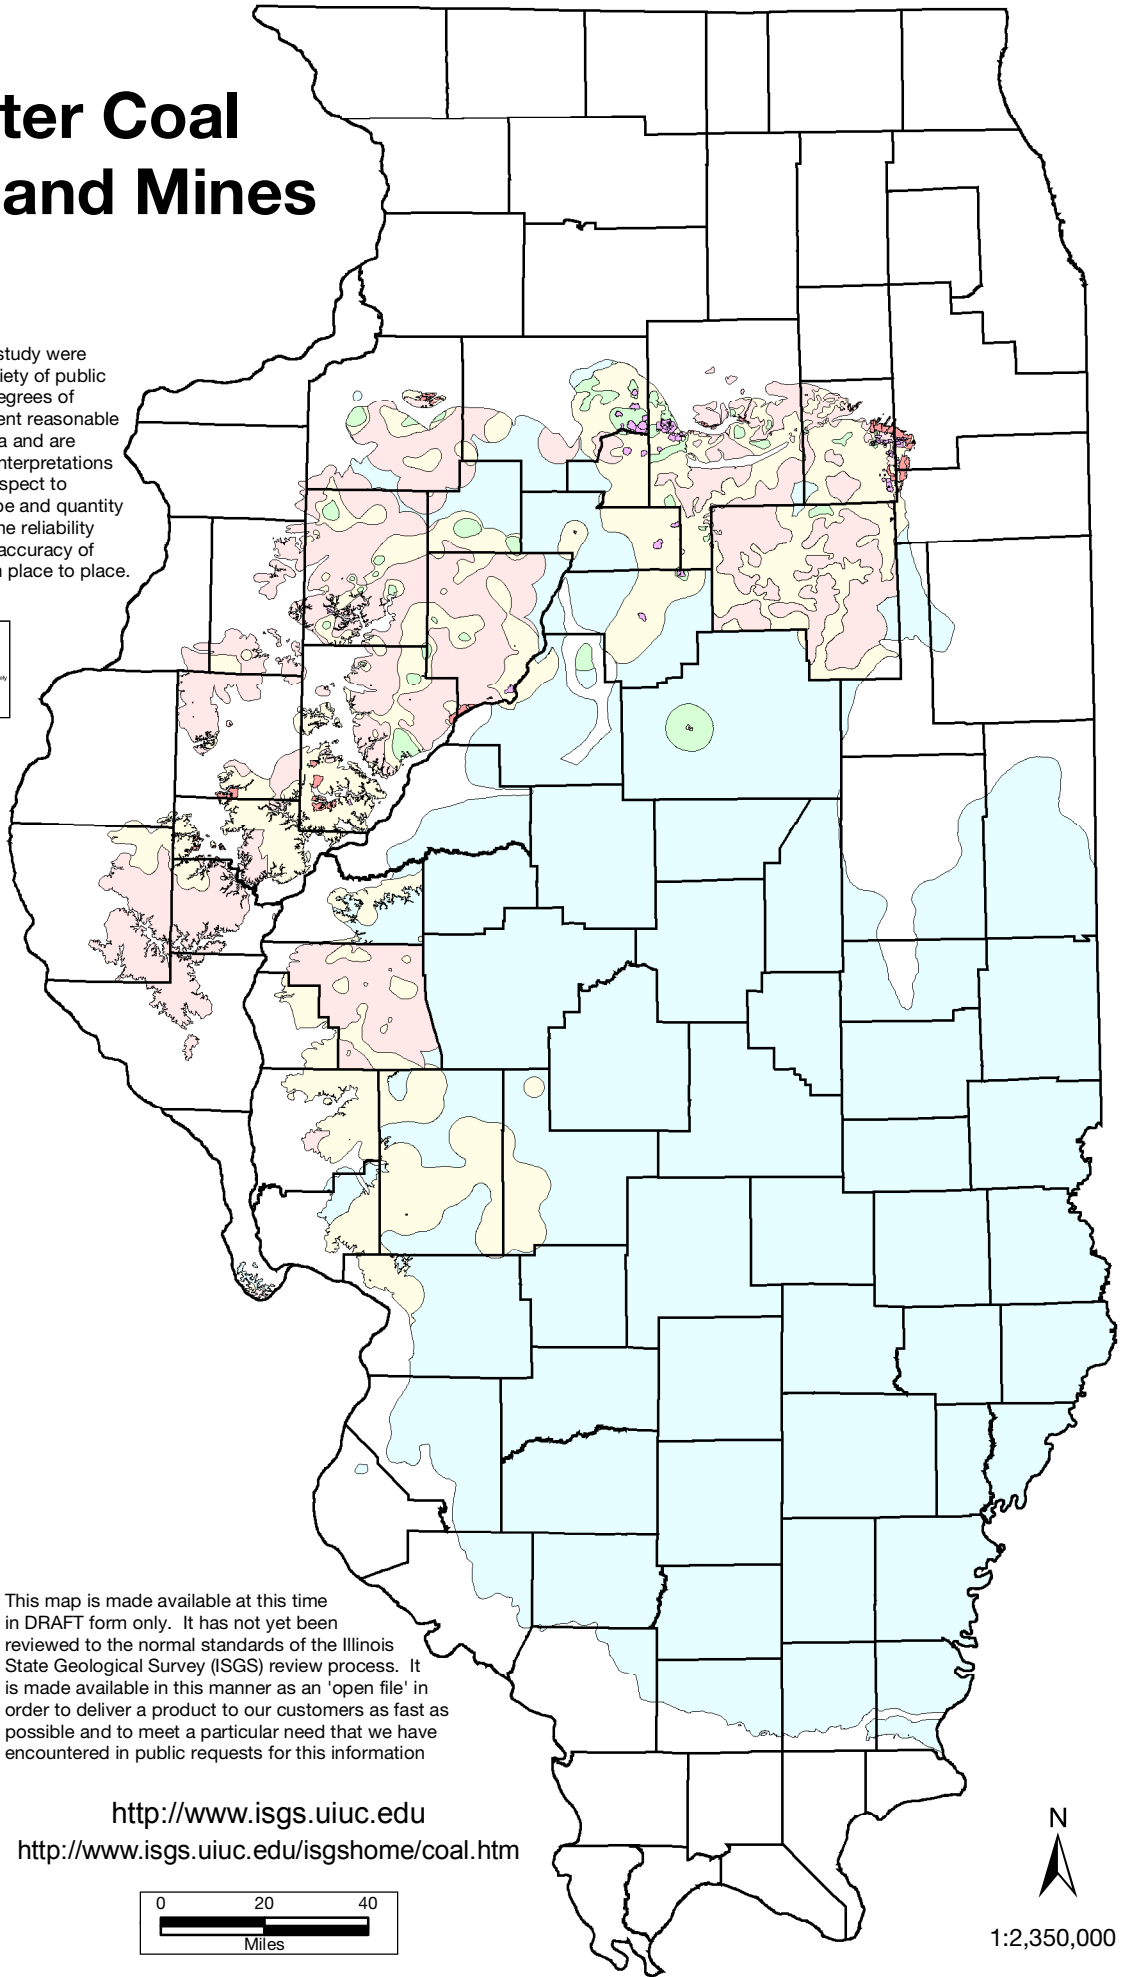 ter Coal
and Mines
study were
iety of public
egrees of
ent reasonable
a and are
nterpretations
spect to
pe and quantity
ne reliability
accuracy of
n place to place.
This map is made available at this time
in DRAFT form only. It has not yet been
reviewed to the normal standards of the Illinois
State Geological Survey (ISGS) review process. It
is made available in this manner as an 'open file' in
order to deliver a product to our customers as fast as
possible and to meet a particular need that we have
encountered in public requests for this information
http://www.isgs.uiuc.edu
http://www.isgs.uiuc.edu/isgshome/coal.htm
0 20 40
Miles
N
1:2,350,000